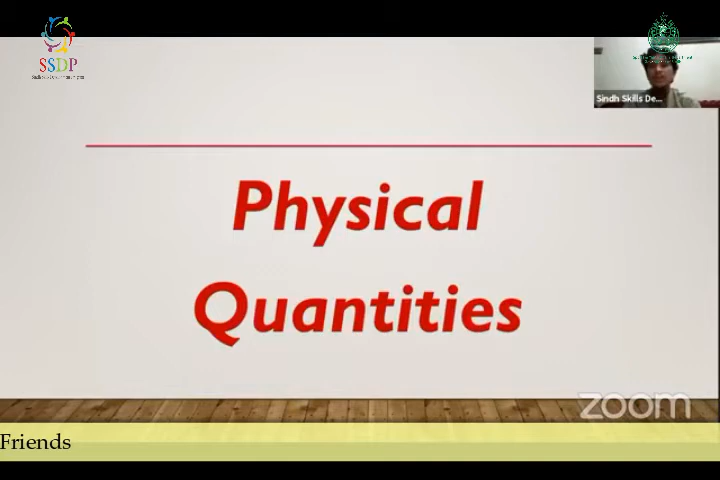 SSDP
Sindh Skills De...
Physical
Quantities
zoom
Friends